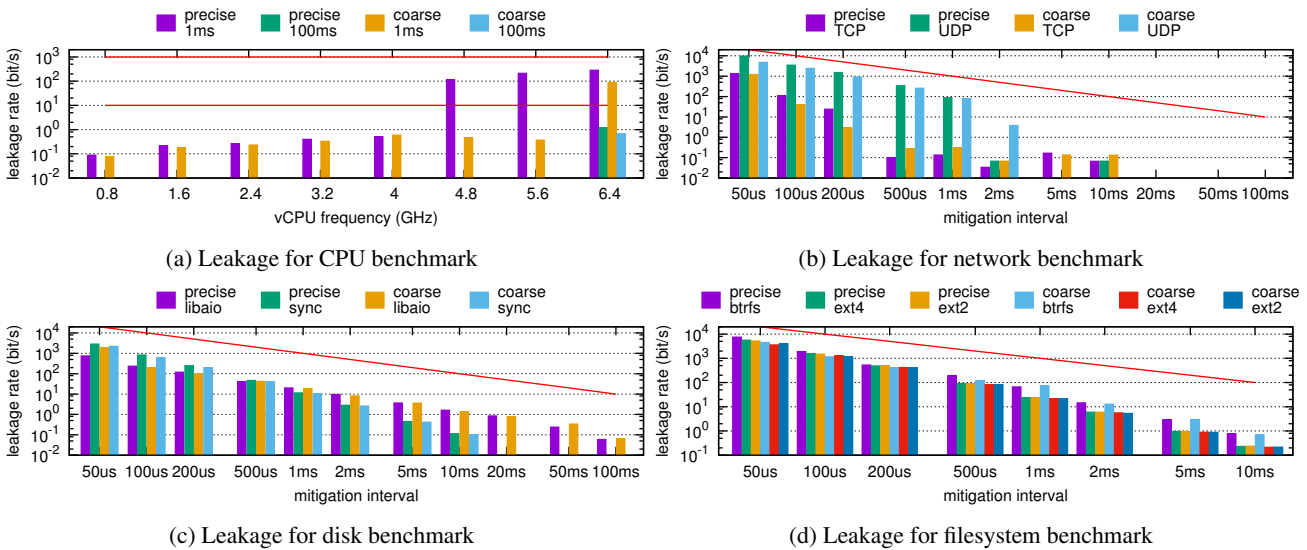 precise 1ms precise 100ms coarse 1ms coarse 100ms
leakage rate (bit/s)
10^3
10^2
10^1
10^0
10^-1
10^-2
0.8 1.6 2.4 3.2 4 4.8 5.6 6.4
vCPU frequency (GHz)
(a) Leakage for CPU benchmark
precise TCP precise UDP coarse TCP coarse UDP
leakage rate (bit/s)
10^4
10^3
10^2
10^1
10^0
10^-1
10^-2
50us 100us 200us 500us 1ms 2ms 5ms 10ms 20ms 50ms 100ms
mitigation interval
(b) Leakage for network benchmark
precise libaio precise sync coarse libaio coarse sync
leakage rate (bit/s)
10^4
10^3
10^2
10^1
10^0
10^-1
10^-2
50us 100us 200us 500us 1ms 2ms 5ms 10ms 20ms 50ms 100ms
mitigation interval
(c) Leakage for disk benchmark
precise btrfs precise ext4 precise ext2 coarse btrfs coarse ext4 coarse ext2
leakage rate (bit/s)
10^4
10^3
10^2
10^1
10^0
10^-1
50us 100us 200us 500us 1ms 2ms 5ms 10ms
mitigation interval
(d) Leakage for filesystem benchmark